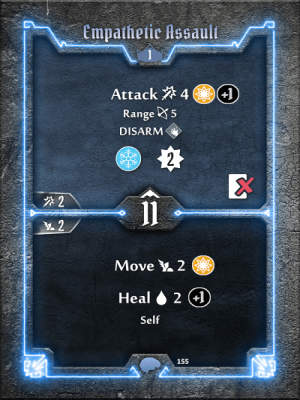 Empathetic Assault
1
Attack 4 +1
Range 5
DISARM
2
2
2
11
Move 2
Heal 2 +1
Self
155